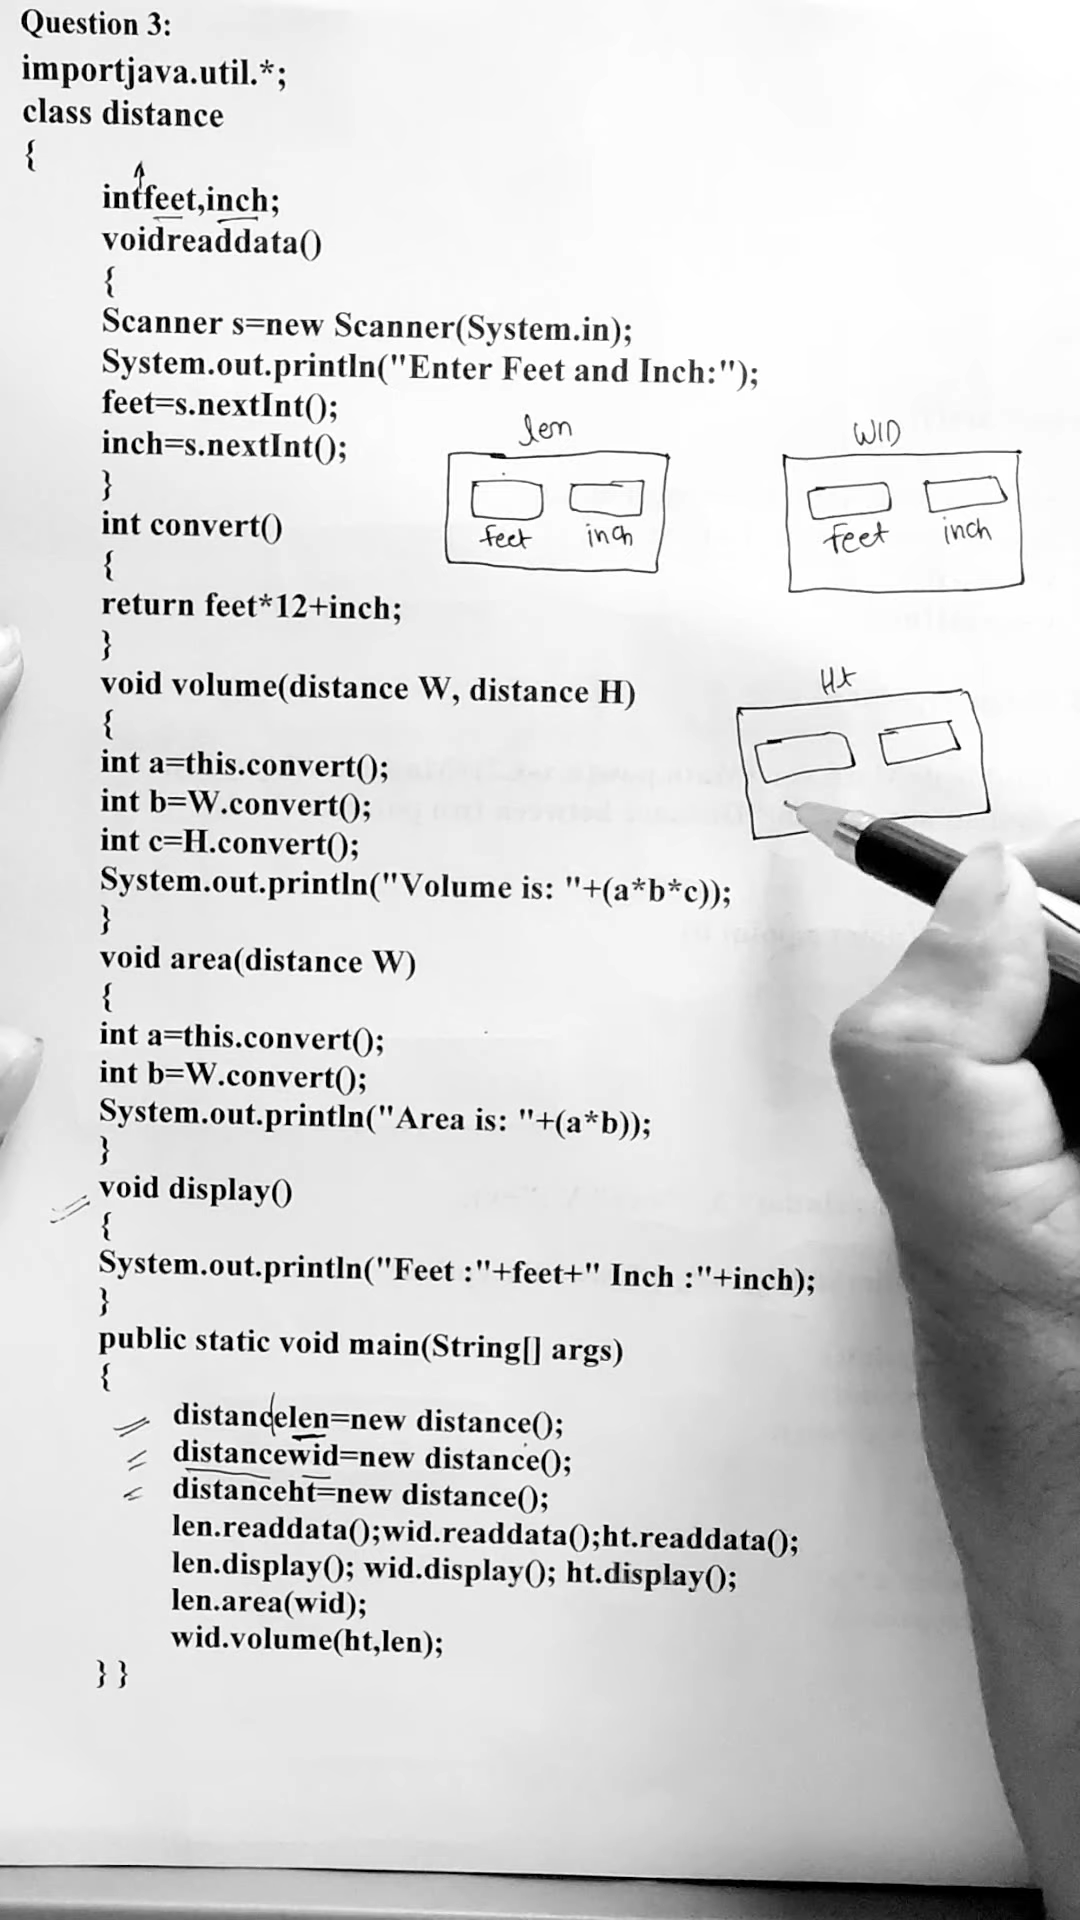 Question 3:
importjava.util.*;
class distance
{
intfeet,inch;
voidreaddata()
{
Scanner s=new Scanner(System.in);
System.out.println("Enter Feet and Inch:");
feet=s.nextInt();
inch=s.nextInt();
}
len
WID
feet inch
feet inch
int convert()
{
return feet*12+inch;
}
void volume(distance W, distance H)
Ht
{
int a=this.convert();
int b=W.convert();
int c=H.convert();
System.out.println("Volume is: "+(a*b*c));
}
void area(distance W)
{
int a=this.convert();
int b=W.convert();
System.out.println("Area is: "+(a*b));
}
void display()
{
System.out.println("Feet :"+feet+" Inch :"+inch);
}
public static void main(String[] args)
{
distancelen=new distance();
distancewid=new distance();
distanceht=new distance();
len.readdata();wid.readdata();ht.readdata();
len.display(); wid.display(); ht.display();
len.area(wid);
wid.volume(ht,len);
} }